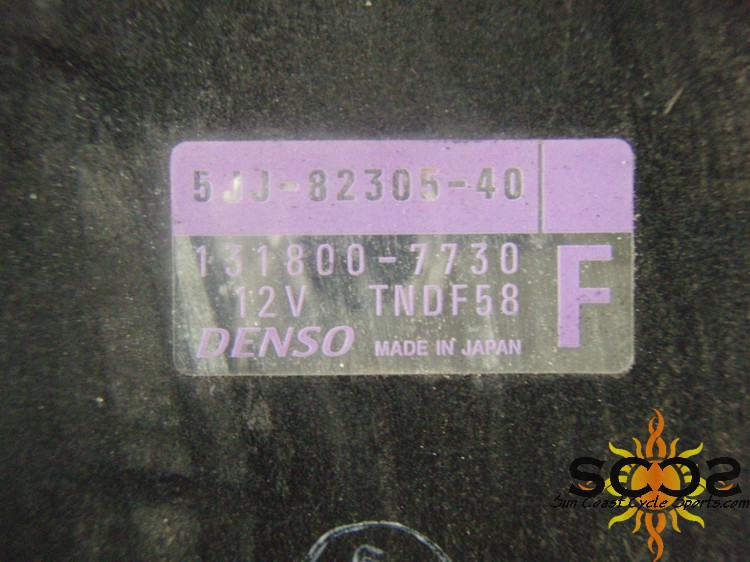 5JJ-82305-40
131800-7730
12V TNDF58
F
DENSO MADE IN JAPAN
SCCS
Sun Coast Cycle Sports.com